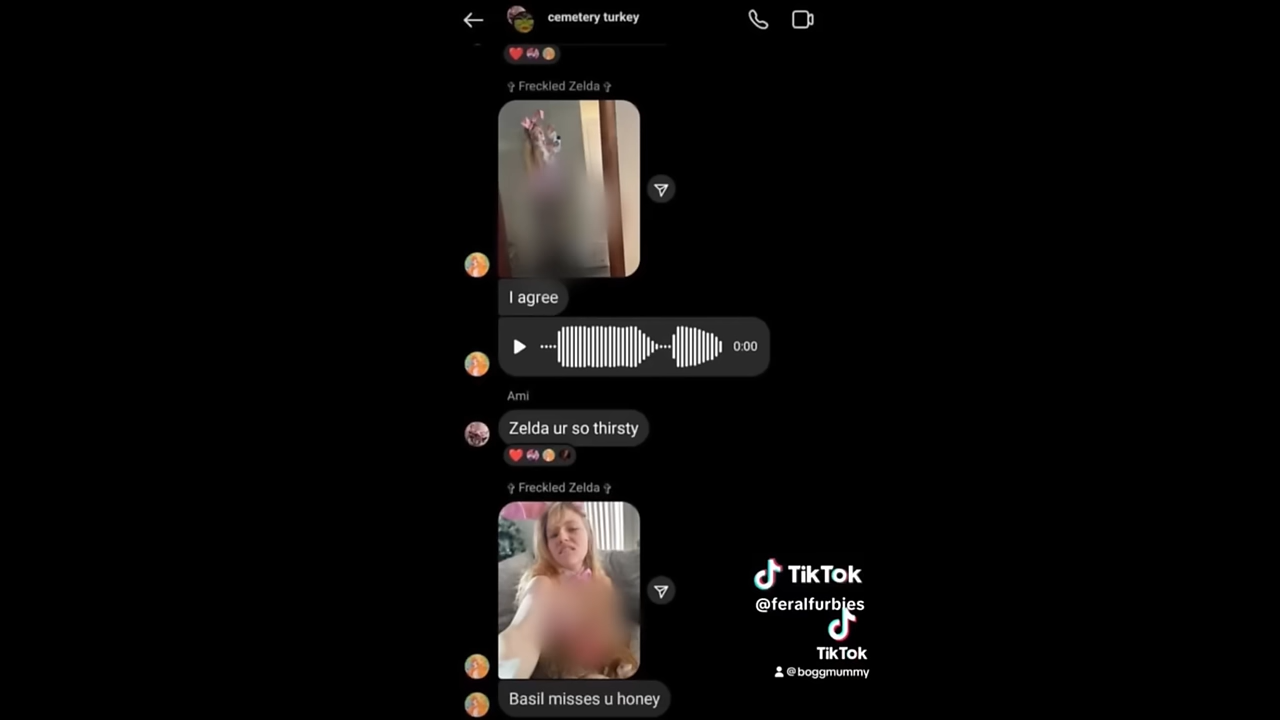 cemetery turkey
✞ Freckled Zelda ✞
I agree
0:00
Ami
Zelda ur so thirsty
✞ Freckled Zelda ✞
Basil misses u honey
TikTok
@feralfurbies
TikTok
@boggmummy